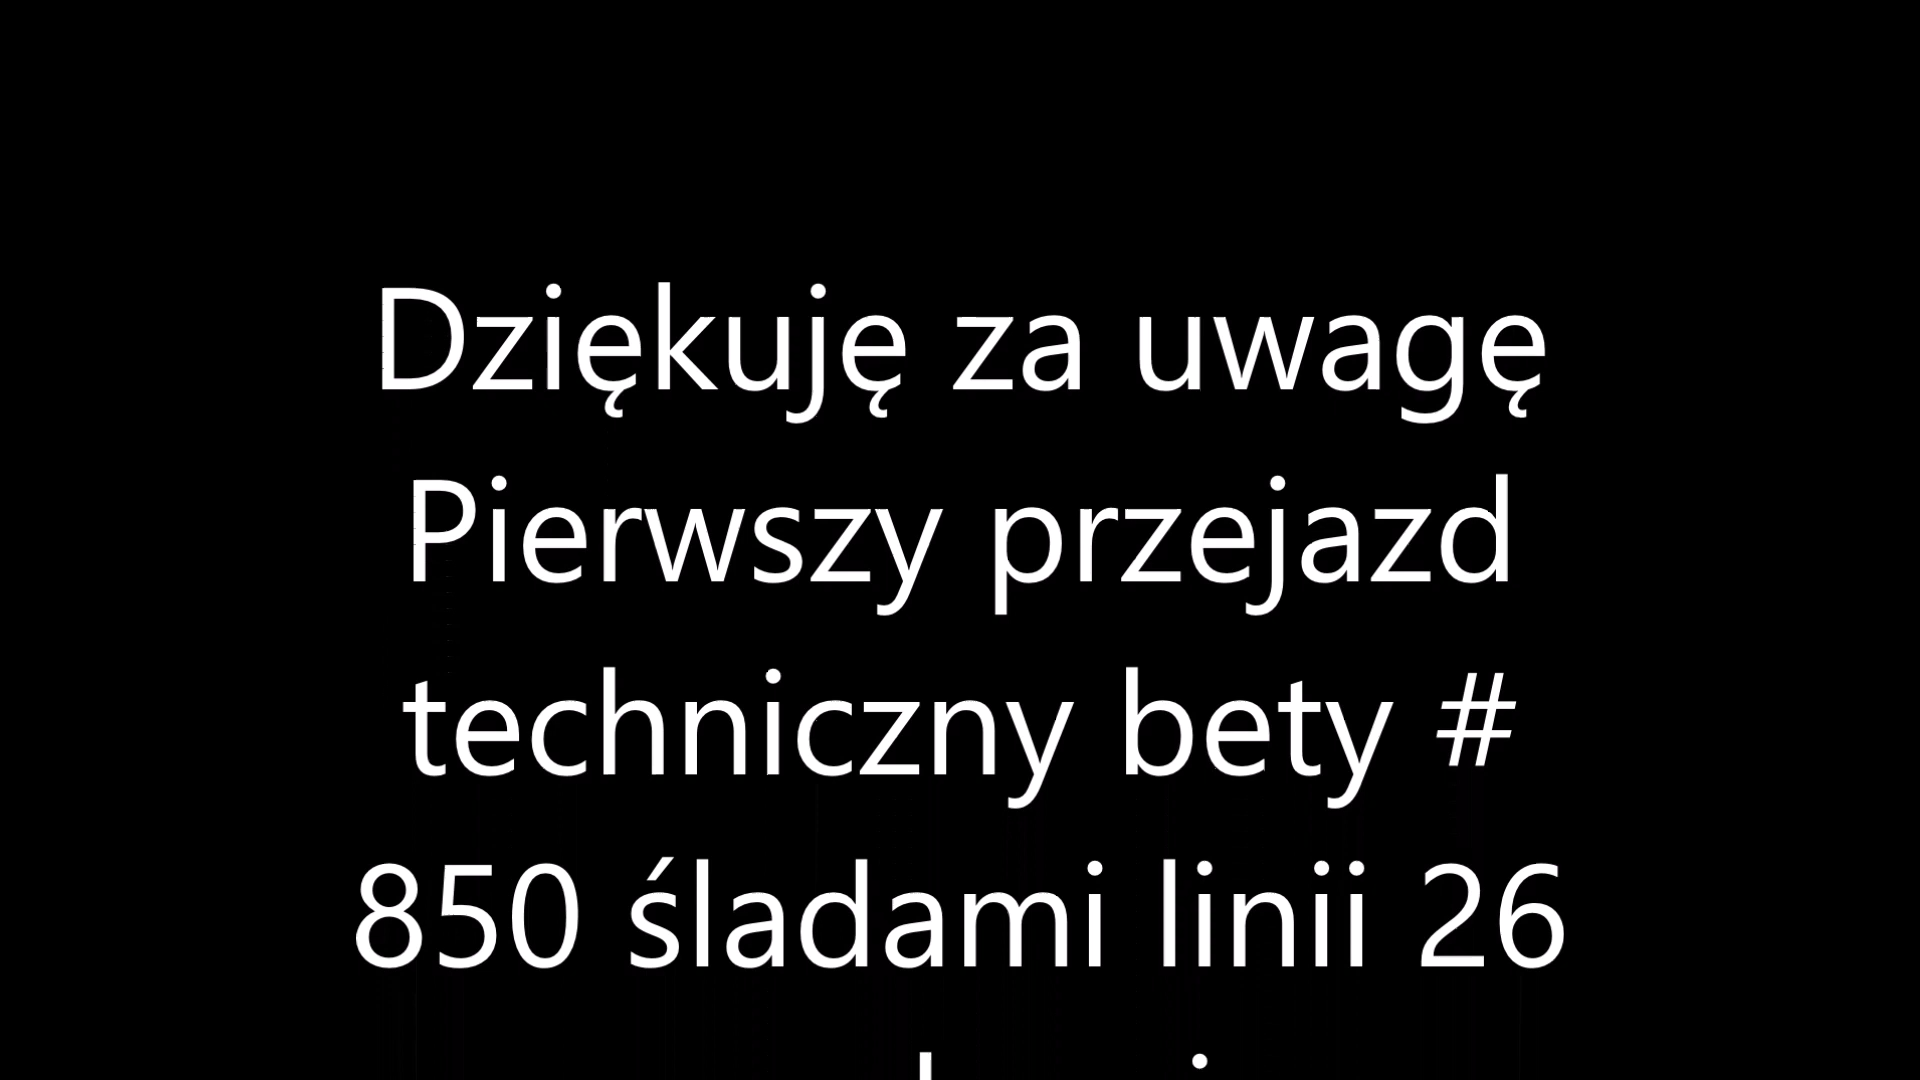 Dziękuję za uwagę
Pierwszy przejazd
techniczny bety #
850 śladami linii 26